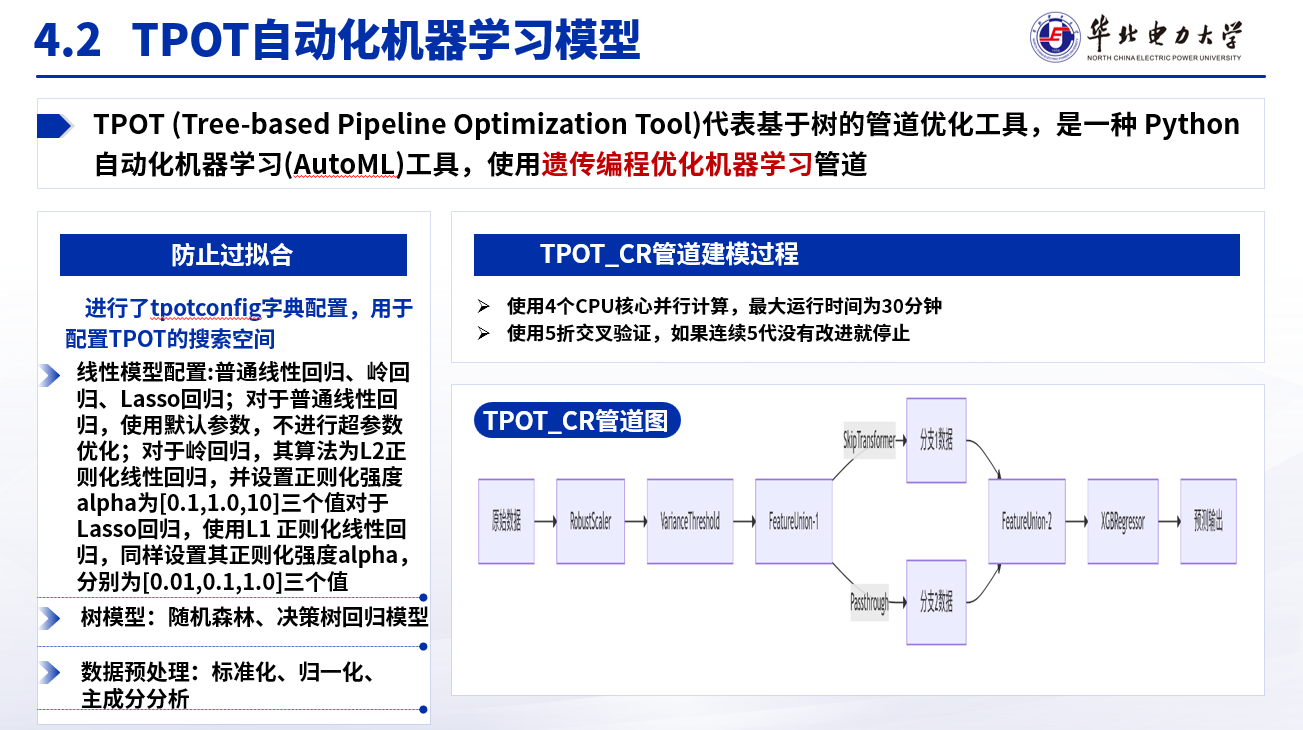 4.2 TPOT自动化机器学习模型
华北电力大学
NORTH CHINA ELECTRIC POWER UNIVERSITY
TPOT (Tree-based Pipeline Optimization Tool)代表基于树的管道优化工具，是一种 Python
自动化机器学习(AutoML)工具，使用遗传编程优化机器学习管道
防止过拟合
进行了tpotconfig字典配置，用于
配置TPOT的搜索空间
线性模型配置:普通线性回归、岭回
归、Lasso回归；对于普通线性回
归，使用默认参数，不进行超参数
优化；对于岭回归，其算法为L2正
则化线性回归，并设置正则化强度
alpha为[0.1,1.0,10]三个值对于
Lasso回归，使用L1 正则化线性回
归，同样设置其正则化强度alpha，
分别为[0.01,0.1,1.0]三个值
树模型：随机森林、决策树回归模型
数据预处理：标准化、归一化、
主成分分析
TPOT_CR管道建模过程
使用4个CPU核心并行计算，最大运行时间为30分钟
使用5折交叉验证，如果连续5代没有改进就停止
TPOT_CR管道图
原始数据
RobustScaler
VarianceThreshold
FeatureUnion-1
SkipTransformer
分支1数据
Passthrough
分支2数据
FeatureUnion-2
XGBRegressor
预测输出